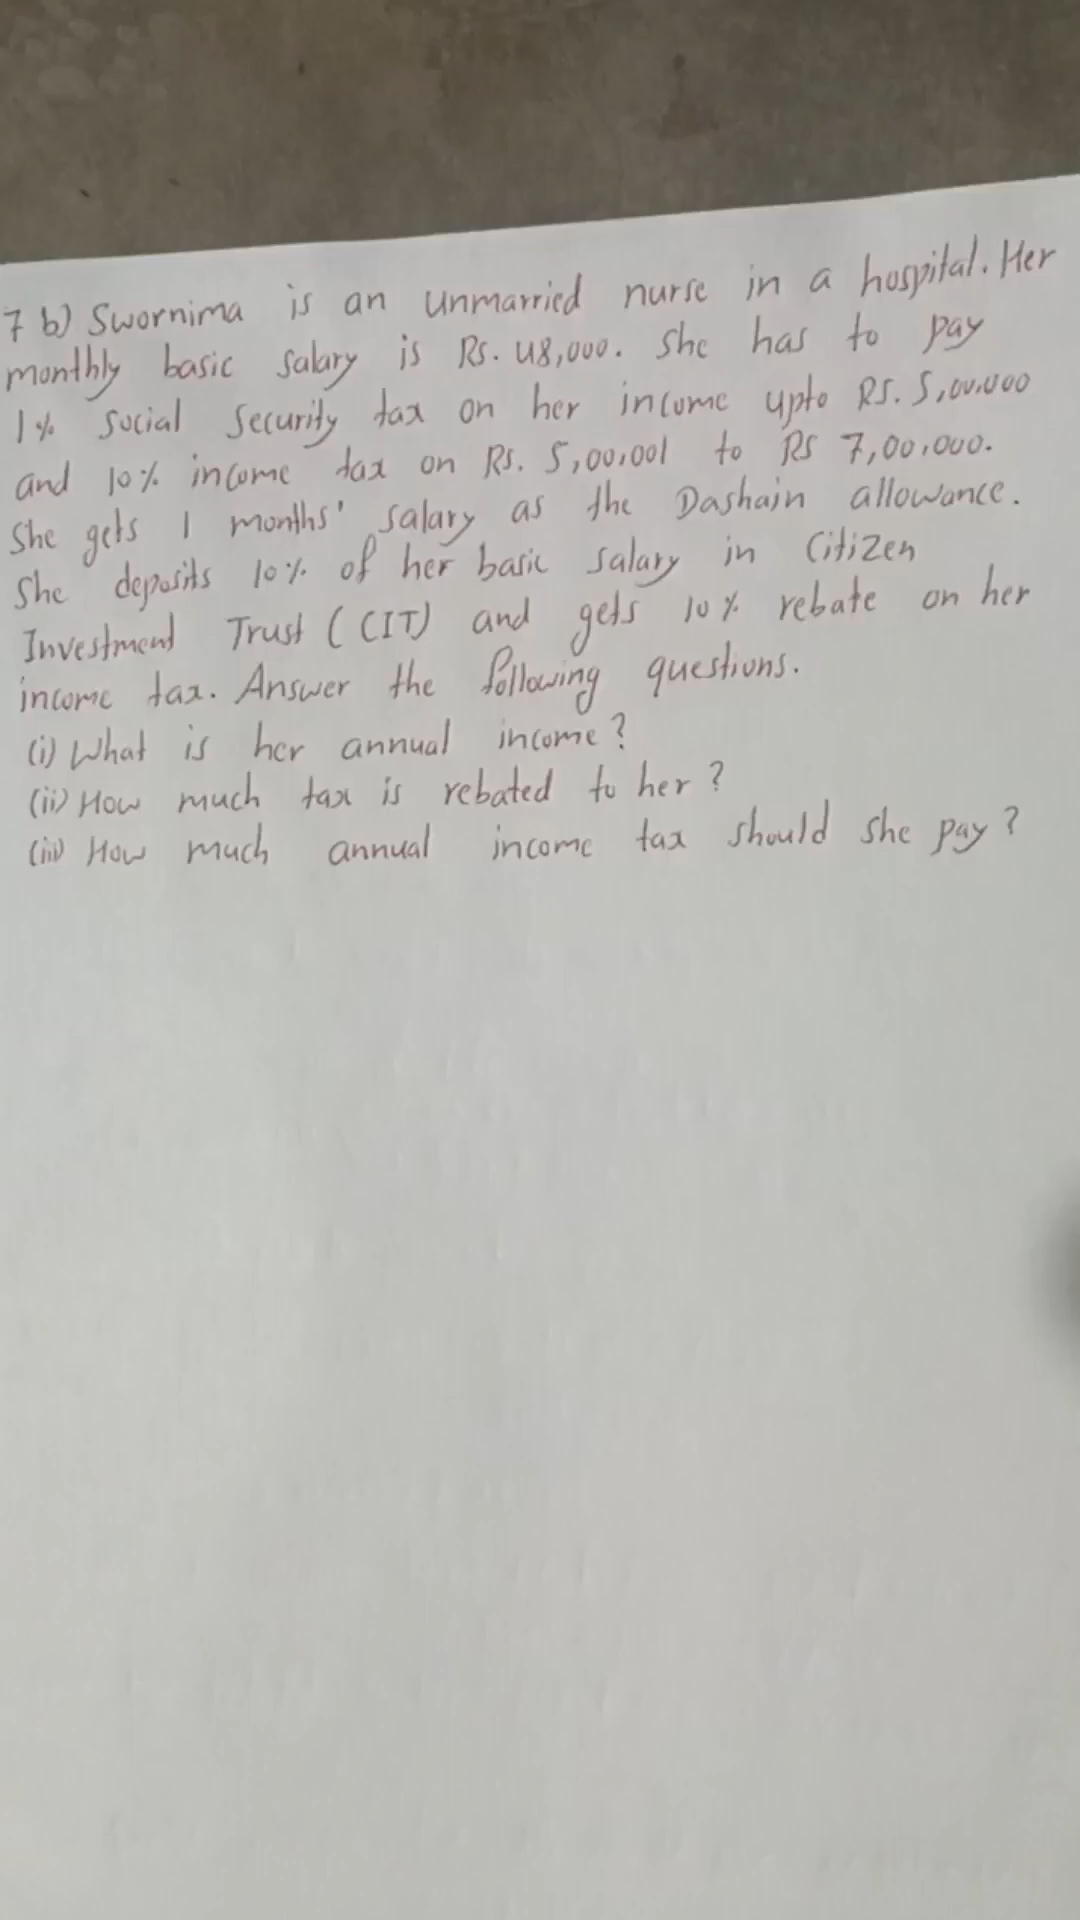 7 b) Swornima is an unmarried nurse in a hospital. Her
monthly basic salary is Rs. 48,000. She has to pay
1% Social Security tax on her income upto RS. 5,00,000
and 10% income tax on Rs. 5,00,001 to Rs 7,00,000.
She gets 1 months' salary as the Dashain allowance.
She deposits 10% of her basic salary in Citizen
Investment Trust (CIT) and gets 10% rebate on her
income tax. Answer the following questions.
(i) What is her annual income?
(ii) How much tax is rebated to her?
(iii) How much annual income tax should she pay?